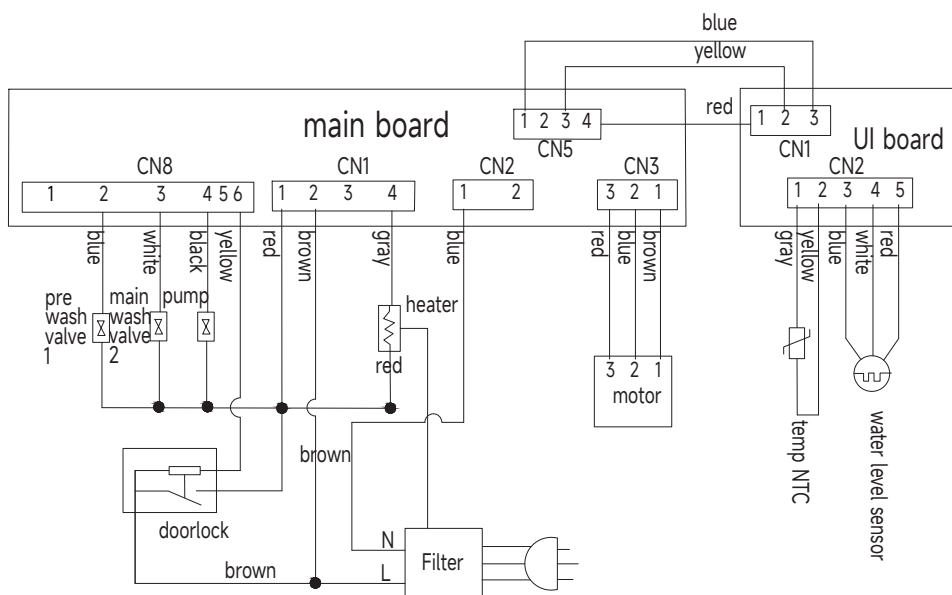 blue
yellow
red
main board
1 2 3 4
CN5
1 2 3
CN1
UI board
CN8
1 2 3 4 5 6
CN1
1 2 3 4
CN2
1 2
CN3
3 2 1
CN2
1 2 3 4 5
blue
white
black
yellow
red
brown
gray
blue
red
blue
brown
gray
yellow
blue
white
red
pre
wash
valve
1
main
wash
valve
2
pump
heater
red
3 2 1
motor
temp NTC
water level sensor
brown
doorlock
N
L
Filter
brown